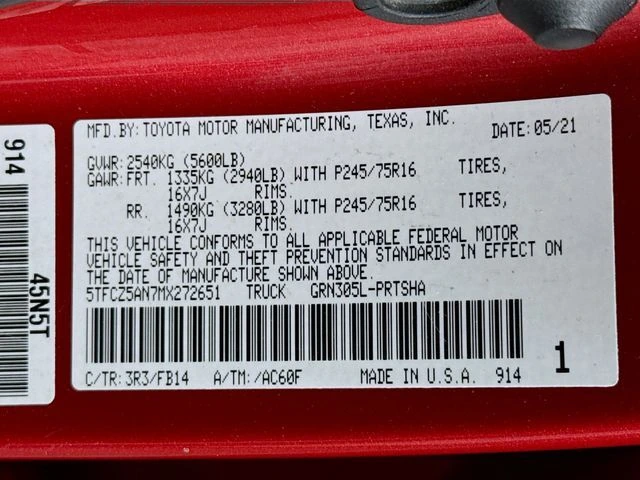 MFD.BY:TOYOTA MOTOR MANUFACTURING, TEXAS, INC. DATE:05/21
GVWR:2540KG (5600LB)
GAWR:FRT. 1335KG (2940LB) WITH P245/75R16 TIRES,
16X7J RIMS.
RR. 1490KG (3280LB) WITH P245/75R16 TIRES,
16X7J RIMS.
THIS VEHICLE CONFORMS TO ALL APPLICABLE FEDERAL MOTOR
VEHICLE SAFETY AND THEFT PREVENTION STANDARDS IN EFFECT ON
THE DATE OF MANUFACTURE SHOWN ABOVE.
5TFCZ5AN7MX272651 TRUCK GRN305L-PRTSHA
C/TR:3R3/FB14 A/TM:/AC60F MADE IN U.S.A. 914
1
914
45N5T